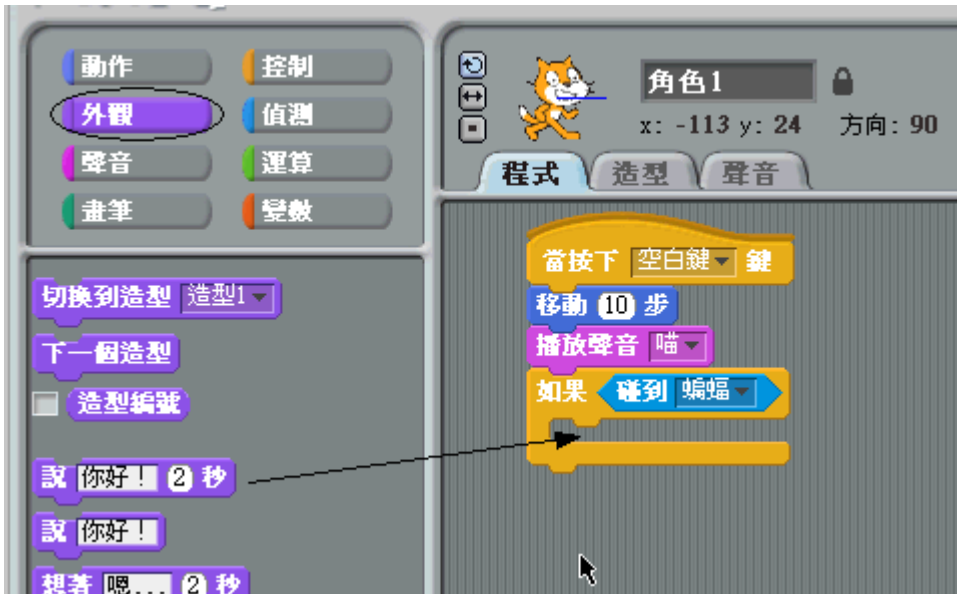 動作 控制
外觀 偵測
聲音 運算
畫筆 變數
切換到造型 造型1
下一個造型
造型編號
說 你好！ 2 秒
說 你好！
想著 嗯... 2 秒
角色1
x: -113 y: 24 方向: 90
程式 造型 聲音
當按下 空白鍵 鍵
移動 10 步
播放聲音 喵
如果 碰到 蝙蝠